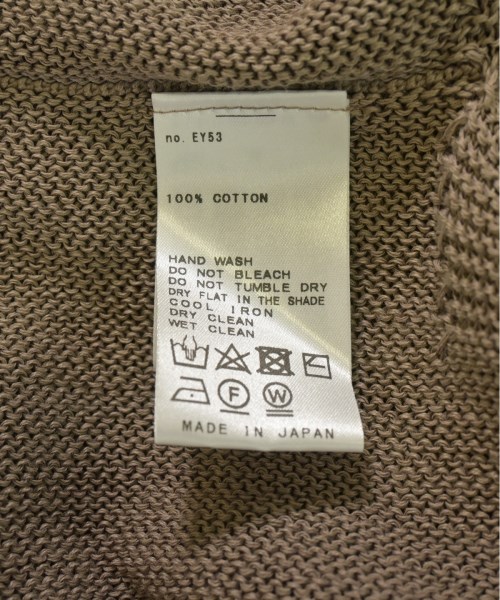 no. EY53
100% COTTON
HAND WASH
DO NOT BLEACH
DO NOT TUMBLE DRY
DRY FLAT IN THE SHADE
COOL IRON
DRY CLEAN
WET CLEAN
F W
MADE IN JAPAN